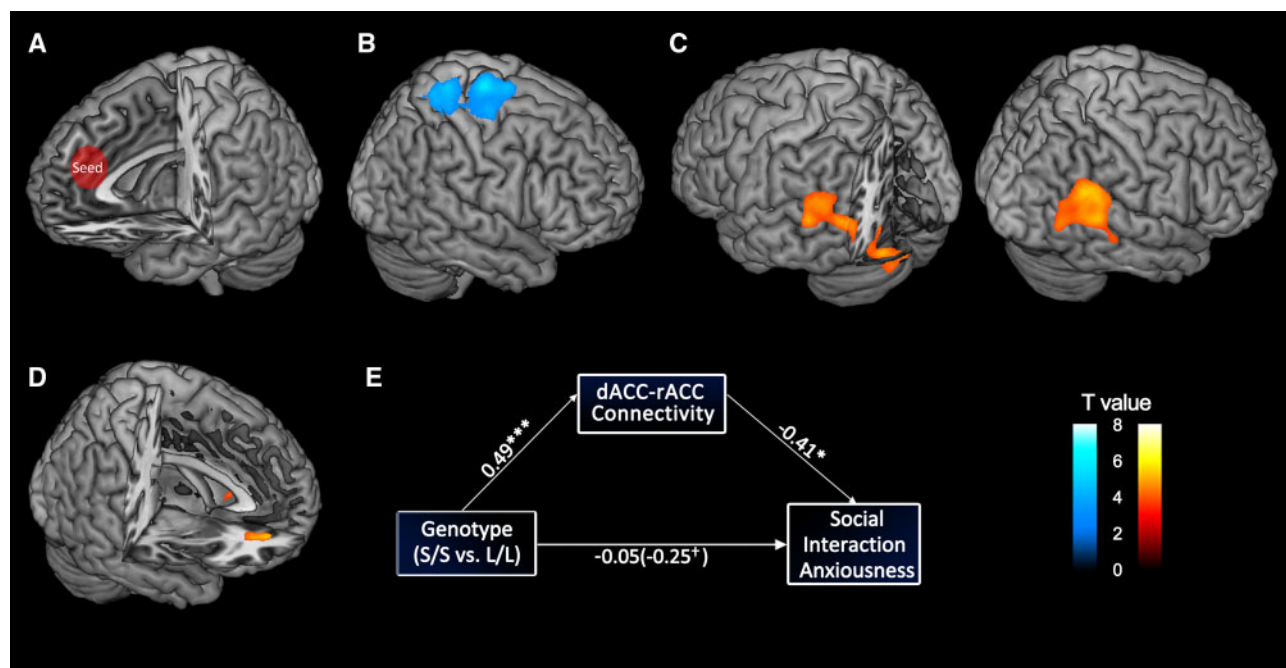 A
B
C
Seed
D
E
dACC-rACC
Connectivity
0.49***
-0.41*
Genotype
(S/S vs. L/L)
-0.05(-0.25†)
Social
Interaction
Anxiousness
T value
8
6
4
2
0